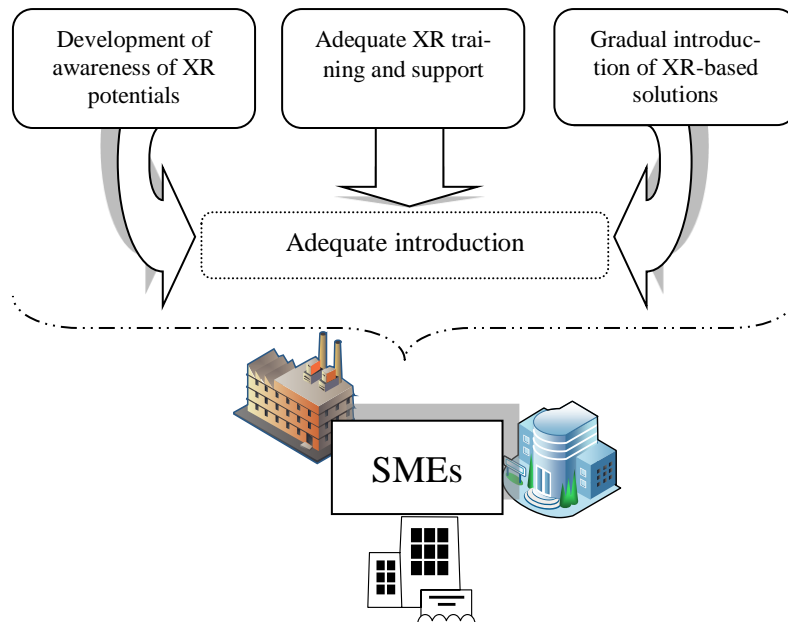 Development of
awareness of XR
potentials
Adequate XR trai-
ning and support
Gradual introduc-
tion of XR-based
solutions
Adequate introduction
SMEs